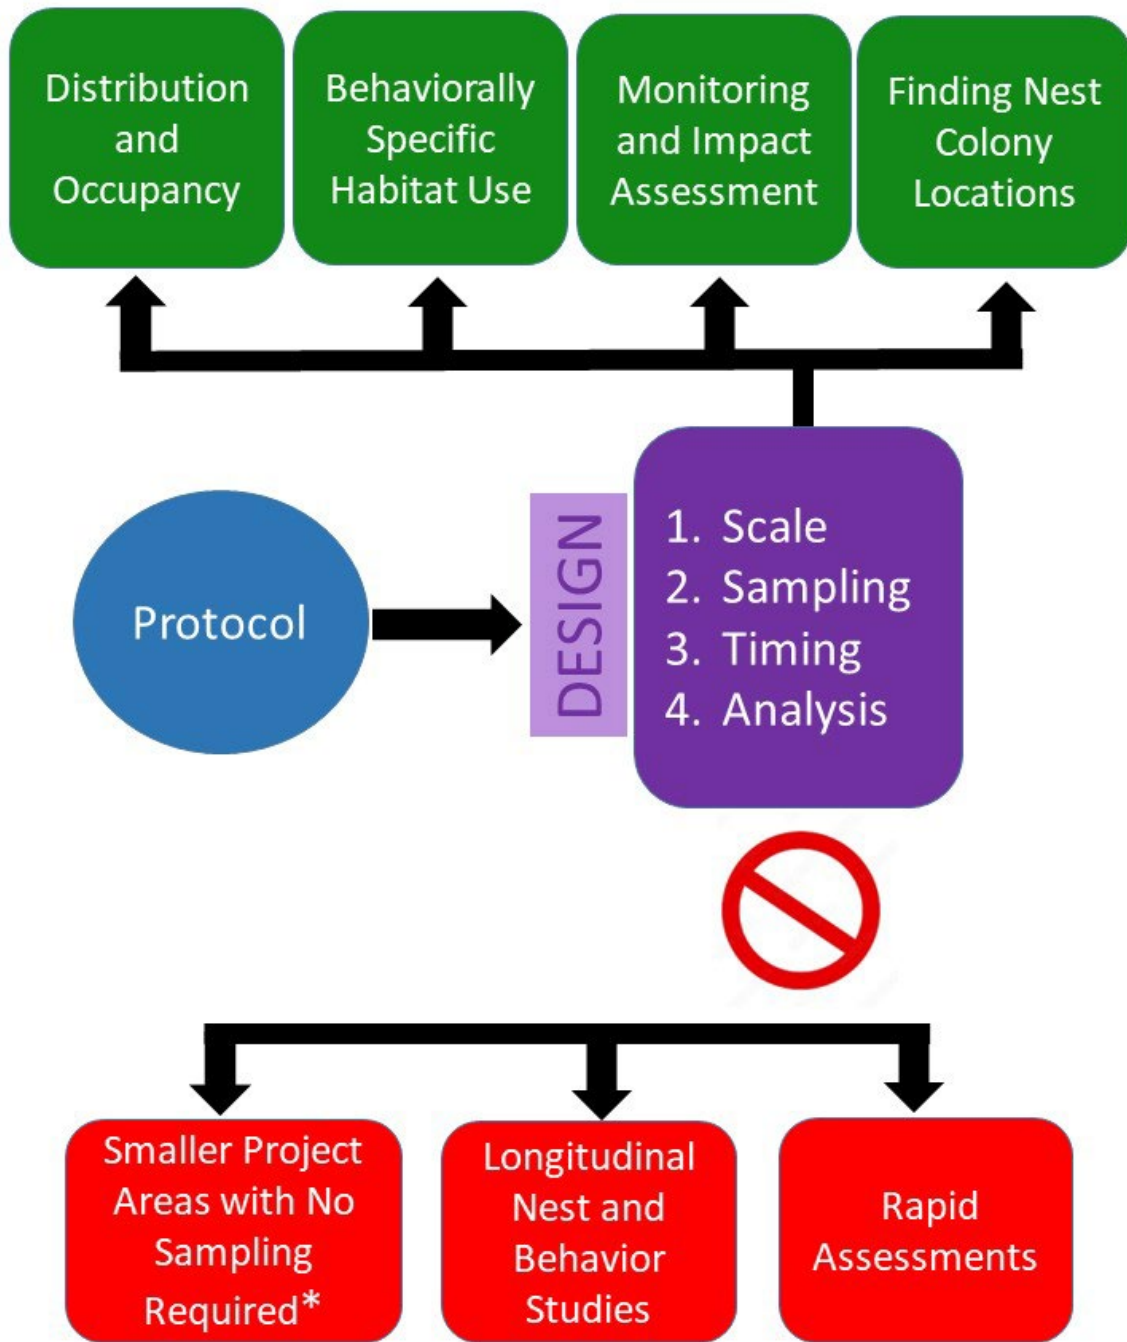 Distribution
and
Occupancy
Behaviorally
Specific
Habitat Use
Monitoring
and Impact
Assessment
Finding Nest
Colony
Locations
Protocol
DESIGN
1. Scale
2. Sampling
3. Timing
4. Analysis
Smaller Project
Areas with No
Sampling
Required*
Longitudinal
Nest and
Behavior
Studies
Rapid
Assessments